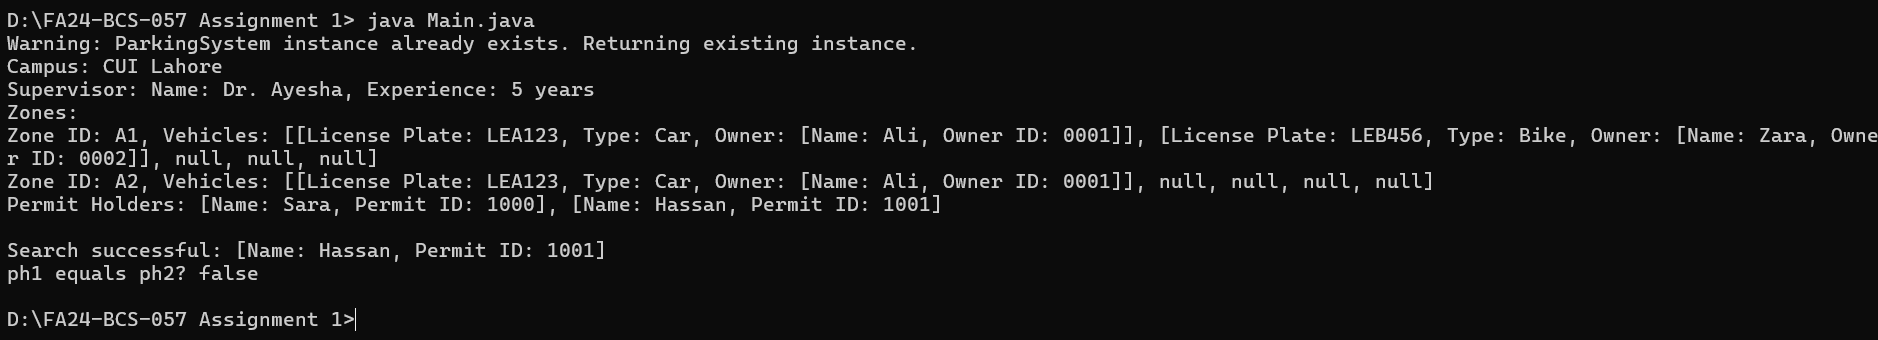 D:\FA24-BCS-057 Assignment 1> java Main.java
Warning: ParkingSystem instance already exists. Returning existing instance.
Campus: CUI Lahore
Supervisor: Name: Dr. Ayesha, Experience: 5 years
Zones:
Zone ID: A1, Vehicles: [[License Plate: LEA123, Type: Car, Owner: [Name: Ali, Owner ID: 0001]], [License Plate: LEB456, Type: Bike, Owner: [Name: Zara, Owne
r ID: 0002]], null, null, null]
Zone ID: A2, Vehicles: [[License Plate: LEA123, Type: Car, Owner: [Name: Ali, Owner ID: 0001]], null, null, null, null]
Permit Holders: [Name: Sara, Permit ID: 1000], [Name: Hassan, Permit ID: 1001]
Search successful: [Name: Hassan, Permit ID: 1001]
ph1 equals ph2? false
D:\FA24-BCS-057 Assignment 1>